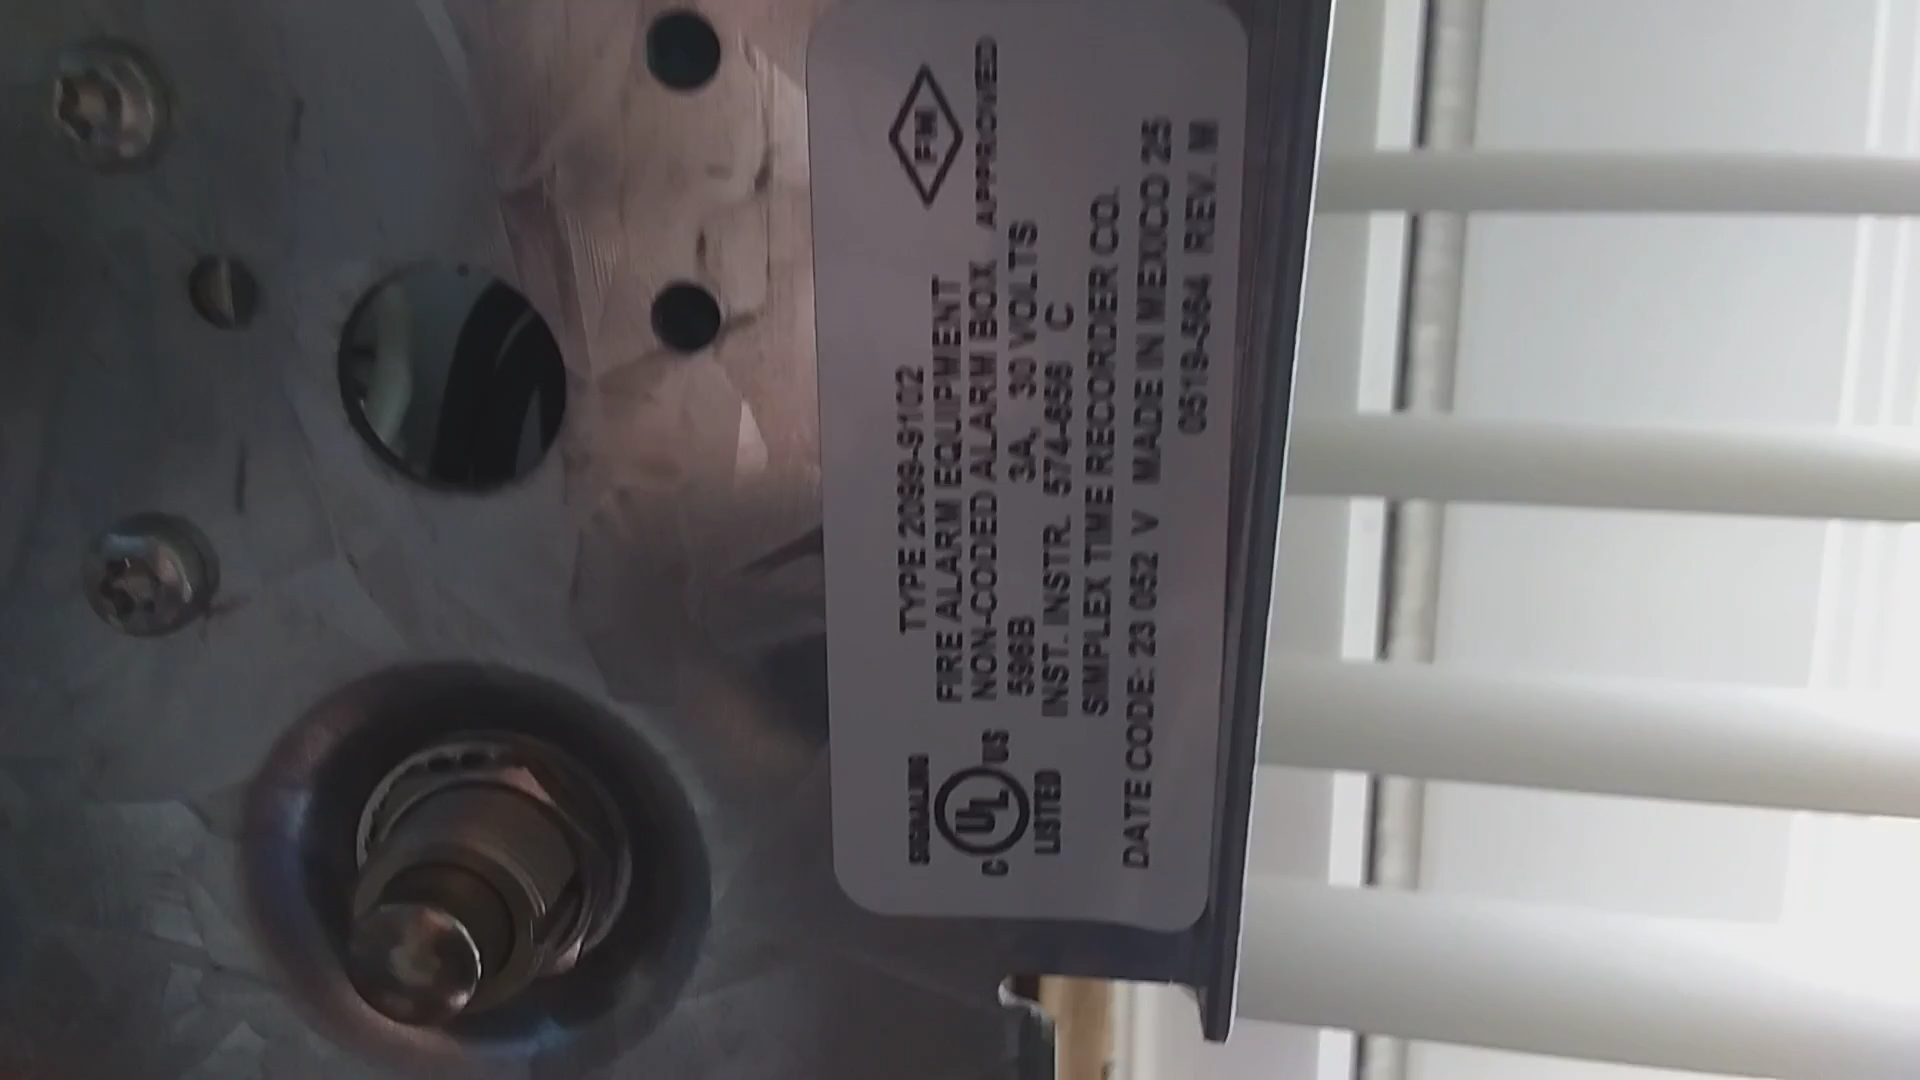 TYPE 2099-9102
FIRE ALARM EQUIPMENT
NON-CODED ALARM BOX
596B 3A, 30 VOLTS
INST. INSTR. 574-656 C
SIMPLEX TIME RECORDER CO.
DATE CODE: 23 052 V MADE IN MEXICO 25
0519-564 REV. M
FM
APPROVED
SIGNALING
C UL US
LISTED